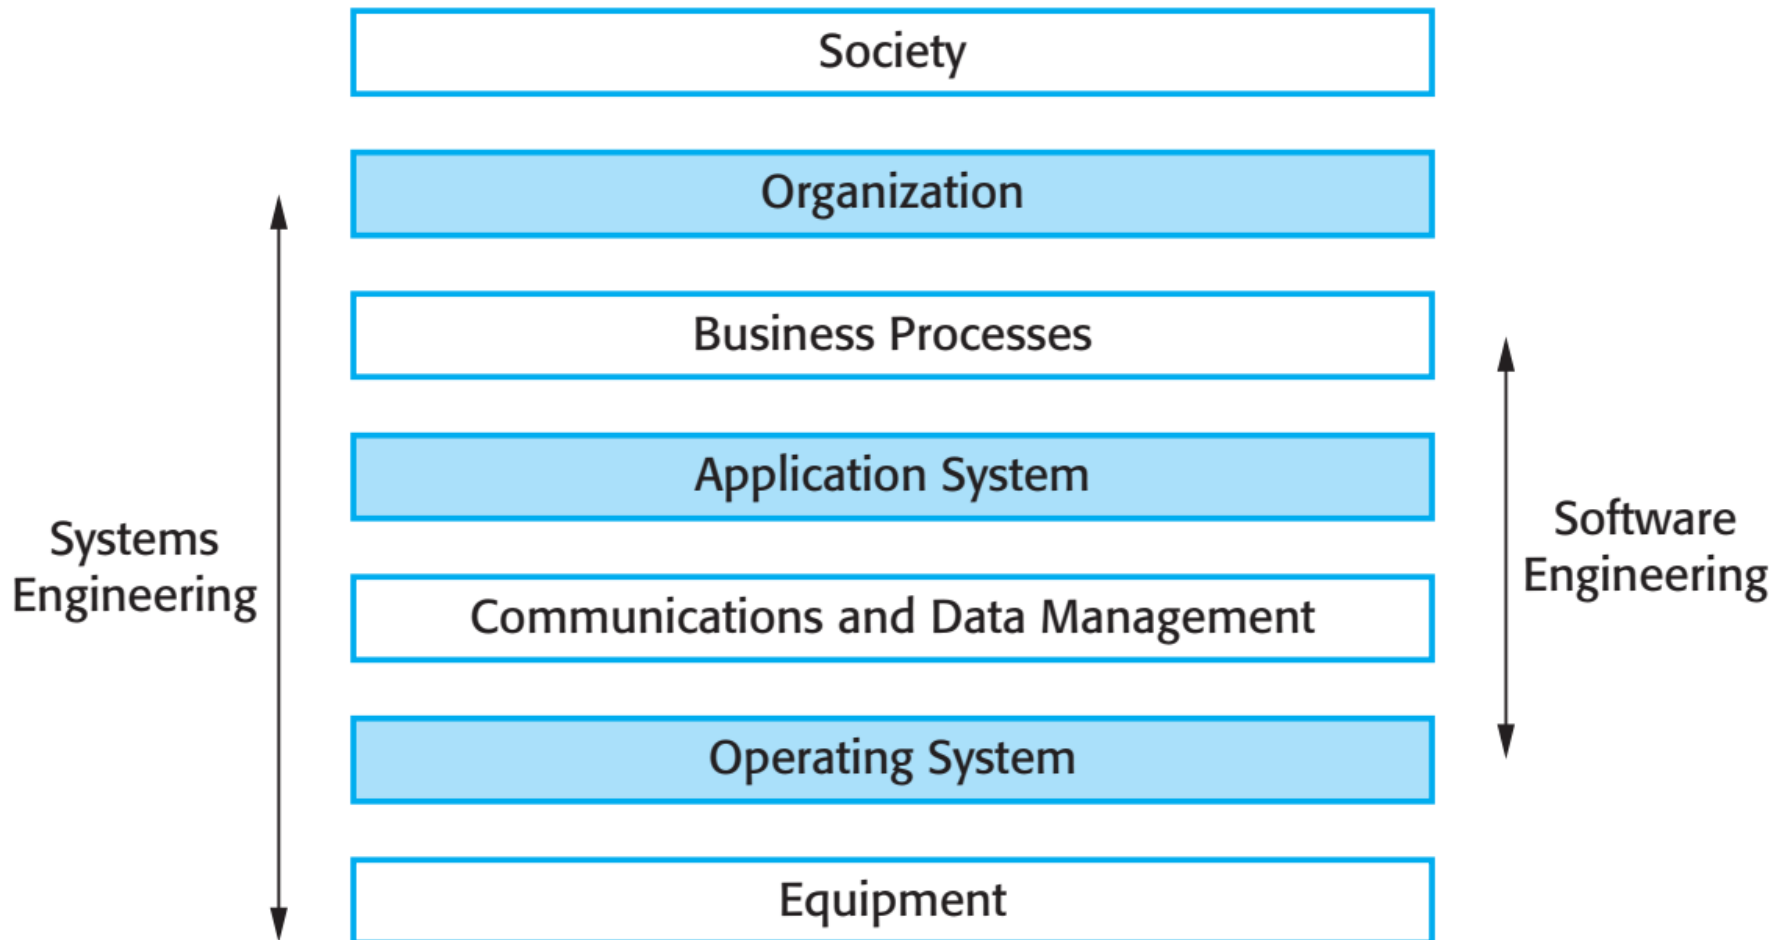 Society
Organization
Business Processes
Application System
Systems
Engineering
Software
Engineering
Communications and Data Management
Operating System
Equipment